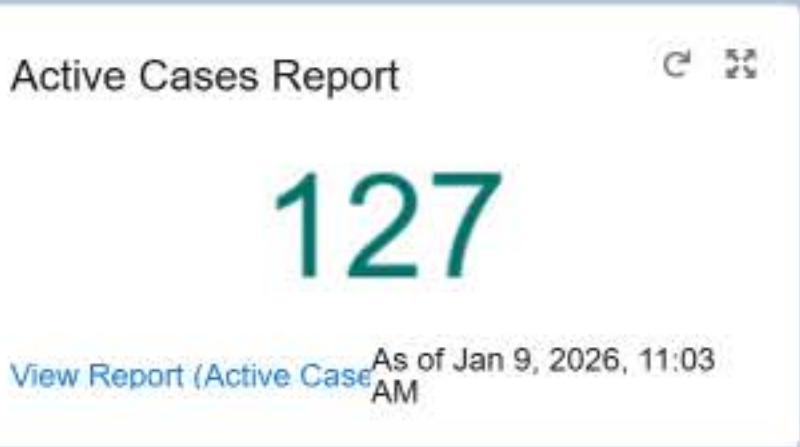 Active Cases Report
127
View Report (Active Case
As of Jan 9, 2026, 11:03
AM